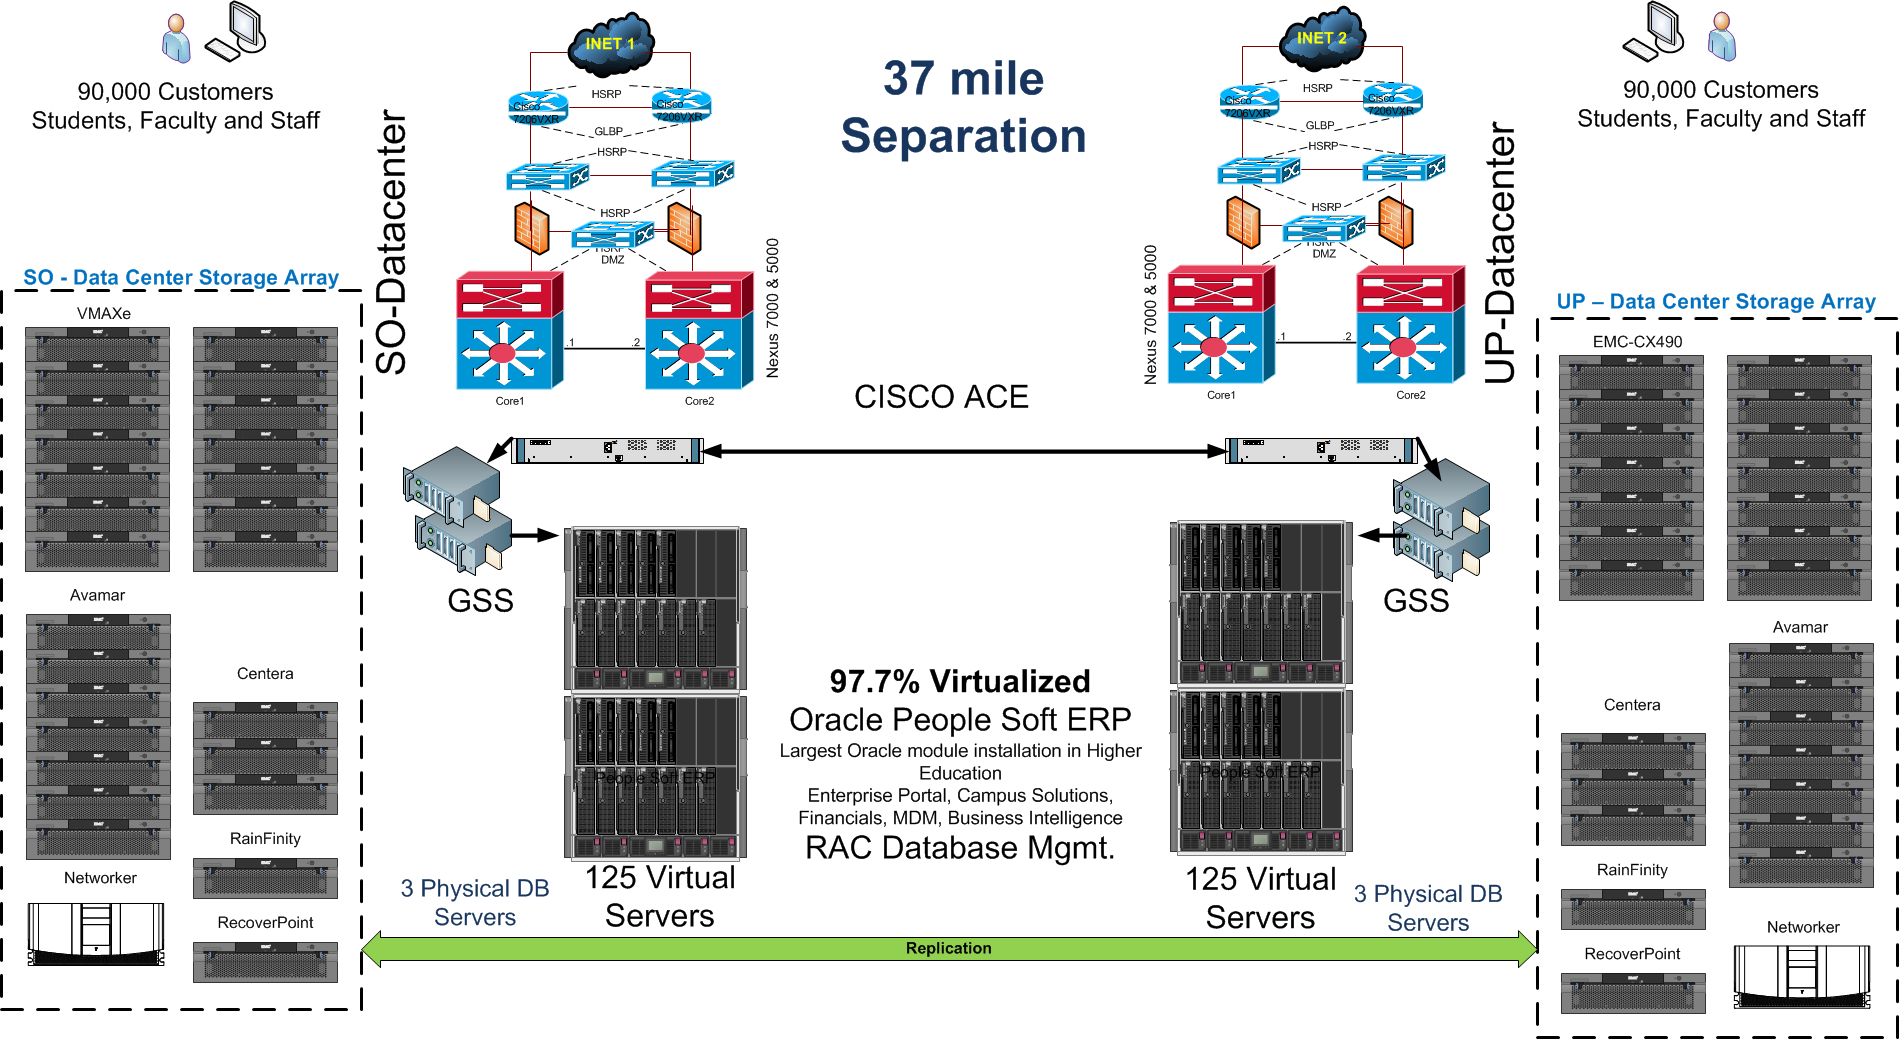 90,000 Customers
Students, Faculty and Staff
SO-Datacenter
INET 1
HSRP
Cisco
7206VXR
Cisco
7206VXR
GLBP
HSRP
HSRP
HSRP
DMZ
Nexus 7000 & 5000
.1
.2
Core1
Core2
37 mile
Separation
INET 2
HSRP
Cisco
7206VXR
Cisco
7206VXR
GLBP
HSRP
HSRP
HSRP
DMZ
Nexus 7000 & 5000
.1
.2
Core1
Core2
UP-Datacenter
90,000 Customers
Students, Faculty and Staff
SO - Data Center Storage Array
VMAXe
Avamar
Centera
RainFinity
Networker
RecoverPoint
CISCO ACE
GSS
GSS
People Soft ERP
People Soft ERP
97.7% Virtualized
Oracle People Soft ERP
Largest Oracle module installation in Higher
Education
Enterprise Portal, Campus Solutions,
Financials, MDM, Business Intelligence
RAC Database Mgmt.
3 Physical DB
Servers
125 Virtual
Servers
125 Virtual
Servers
3 Physical DB
Servers
Replication
UP – Data Center Storage Array
EMC-CX490
Avamar
Centera
RainFinity
Networker
RecoverPoint